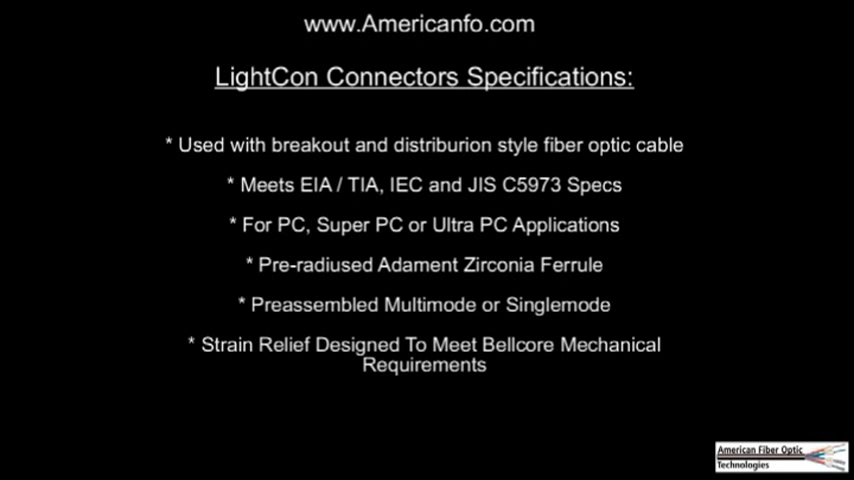 www.Americanfo.com
LightCon Connectors Specifications:
* Used with breakout and distriburion style fiber optic cable
* Meets EIA / TIA, IEC and JIS C5973 Specs
* For PC, Super PC or Ultra PC Applications
* Pre-radiused Adament Zirconia Ferrule
* Preassembled Multimode or Singlemode
* Strain Relief Designed To Meet Bellcore Mechanical
Requirements
American Fiber Optic
Technologies